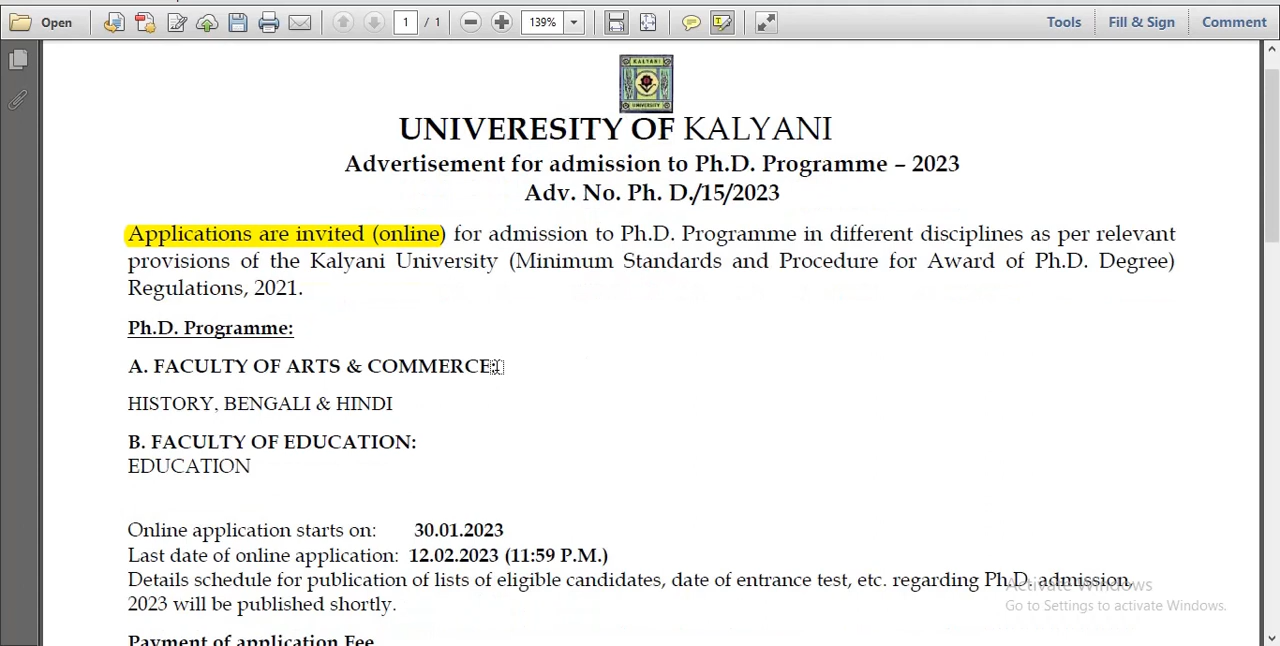 Open
1 / 1
139%
Tools
Fill & Sign
Comment
KALYANI
UNIVERSITY
UNIVERESITY OF KALYANI
Advertisement for admission to Ph.D. Programme – 2023
Adv. No. Ph. D./15/2023
Applications are invited (online) for admission to Ph.D. Programme in different disciplines as per relevant
provisions of the Kalyani University (Minimum Standards and Procedure for Award of Ph.D. Degree)
Regulations, 2021.
Ph.D. Programme:
A. FACULTY OF ARTS & COMMERCE:
HISTORY, BENGALI & HINDI
B. FACULTY OF EDUCATION:
EDUCATION
Online application starts on: 30.01.2023
Last date of online application: 12.02.2023 (11:59 P.M.)
Details schedule for publication of lists of eligible candidates, date of entrance test, etc. regarding Ph.D. admission,
2023 will be published shortly.
Activate Windows
Go to Settings to activate Windows.
Payment of application Fee